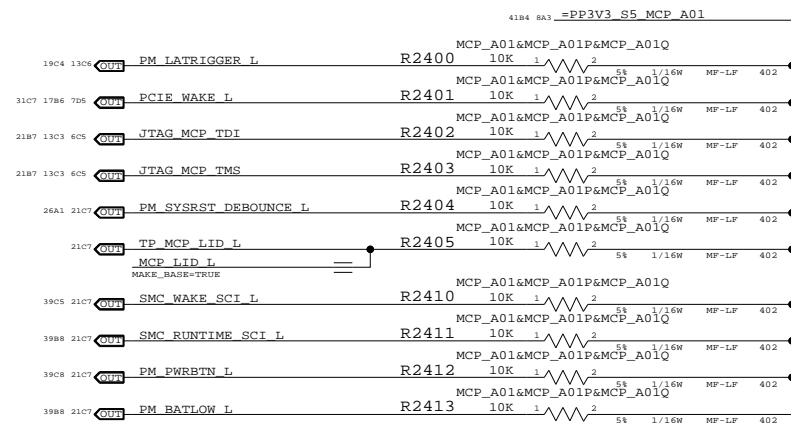 41B4 8A3 =PP3V3_S5_MCP_A01
MCP_A01&MCP_A01P&MCP_A01Q
19C4 13C6 OUT PM_LATRIGGER_L R2400 10K 1 2
5% 1/16W MF-LF 402
MCP_A01&MCP_A01P&MCP_A01Q
31C7 17B6 7D5 OUT PCIE_WAKE_L R2401 10K 1 2
5% 1/16W MF-LF 402
MCP_A01&MCP_A01P&MCP_A01Q
21B7 13C3 6C5 OUT JTAG_MCP_TDI R2402 10K 1 2
5% 1/16W MF-LF 402
MCP_A01&MCP_A01P&MCP_A01Q
21B7 13C3 6C5 OUT JTAG_MCP_TMS R2403 10K 1 2
5% 1/16W MF-LF 402
MCP_A01&MCP_A01P&MCP_A01Q
26A1 21C7 OUT PM_SYSRST_DEBOUNCE_L R2404 10K 1 2
5% 1/16W MF-LF 402
MCP_A01&MCP_A01P&MCP_A01Q
21C7 OUT TP_MCP_LID_L R2405 10K 1 2
5% 1/16W MF-LF 402
MCP_LID_L
MAKE_BASE=TRUE
MCP_A01&MCP_A01P&MCP_A01Q
39C5 21C7 OUT SMC_WAKE_SCI_L R2410 10K 1 2
5% 1/16W MF-LF 402
MCP_A01&MCP_A01P&MCP_A01Q
39B8 21C7 OUT SMC_RUNTIME_SCI_L R2411 10K 1 2
5% 1/16W MF-LF 402
MCP_A01&MCP_A01P&MCP_A01Q
39C8 21C7 OUT PM_PWRBTN_L R2412 10K 1 2
5% 1/16W MF-LF 402
MCP_A01&MCP_A01P&MCP_A01Q
39B8 21C7 OUT PM_BATLOW_L R2413 10K 1 2
5% 1/16W MF-LF 402